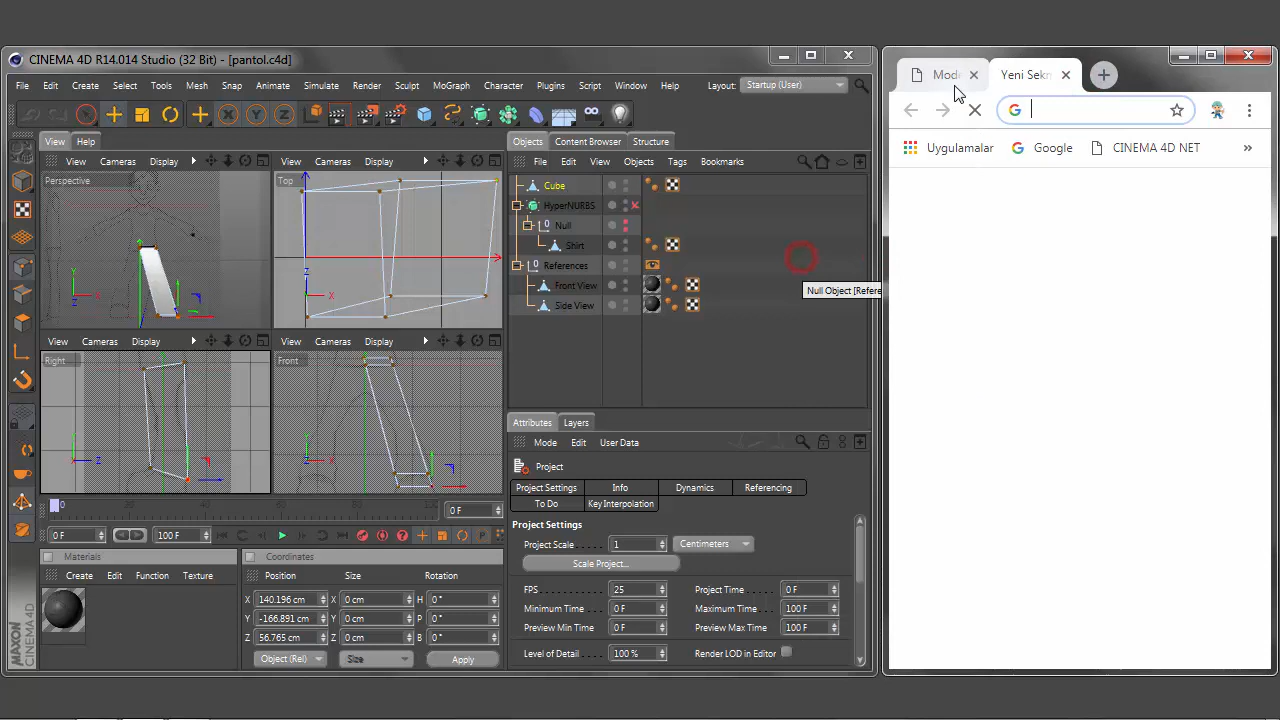 CINEMA 4D R14.014 Studio (32 Bit) - [pantol.c4d]
File Edit Create Select Tools Mesh Snap Animate Simulate Render Sculpt MoGraph Character Plugins Script Window Layout: Startup (User)
X Y Z
View Help
Objects Content Browser Structure
View Cameras Display
View Cameras Display
File Edit View Objects Tags Bookmarks
Perspective
Top
Cube
HyperNURBS
Null
Shirt
References
Front View
Side View
Null Object [Refere
View Cameras Display
View Cameras Display
Right
Front
Attributes Layers
Mode Edit User Data
Project
Project Settings Info Dynamics Referencing
To Do Key Interpolation
Project Settings
Project Scale 1 Centimeters
Scale Project...
FPS 25 Project Time 0 F
Minimum Time 0 F Maximum Time 100 F
Preview Min Time 0 F Preview Max Time 100 F
Level of Detail 100 % Render LOD in Editor
0 F
0 F 100 F
Materials
Create Edit Function Texture
Coordinates
Position Size Rotation
X 140.196 cm X 0 cm H 0 °
Y -166.891 cm Y 0 cm P 0 °
Z 56.765 cm Z 0 cm B 0 °
Object (Rel) Size Apply
MAXON
CINEMA 4D
Mode
Yeni Sekm
Uygulamalar Google CINEMA 4D NET